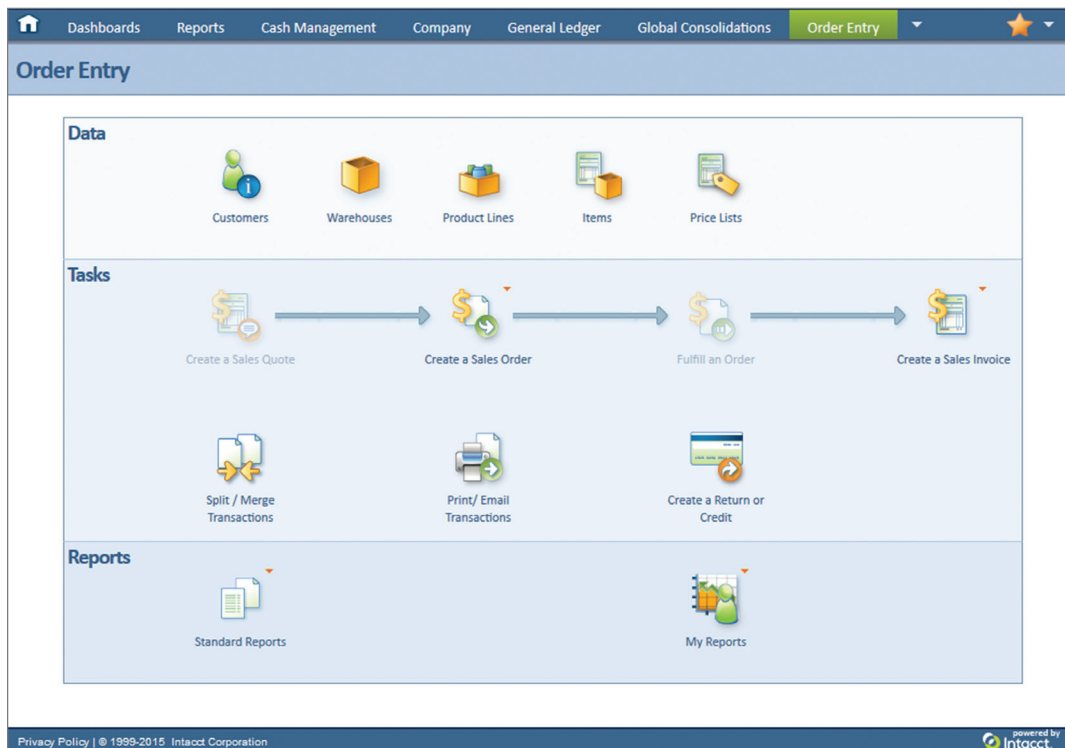 Dashboards Reports Cash Management Company General Ledger Global Consolidations Order Entry
Order Entry
Data
Customers Warehouses Product Lines Items Price Lists
Tasks
Create a Sales Quote Create a Sales Order Fulfill an Order Create a Sales Invoice
Split / Merge
Transactions
Print/ Email
Transactions
Create a Return or
Credit
Reports
Standard Reports My Reports
Privacy Policy | © 1999-2015 Intacct Corporation
powered by
Intacct.